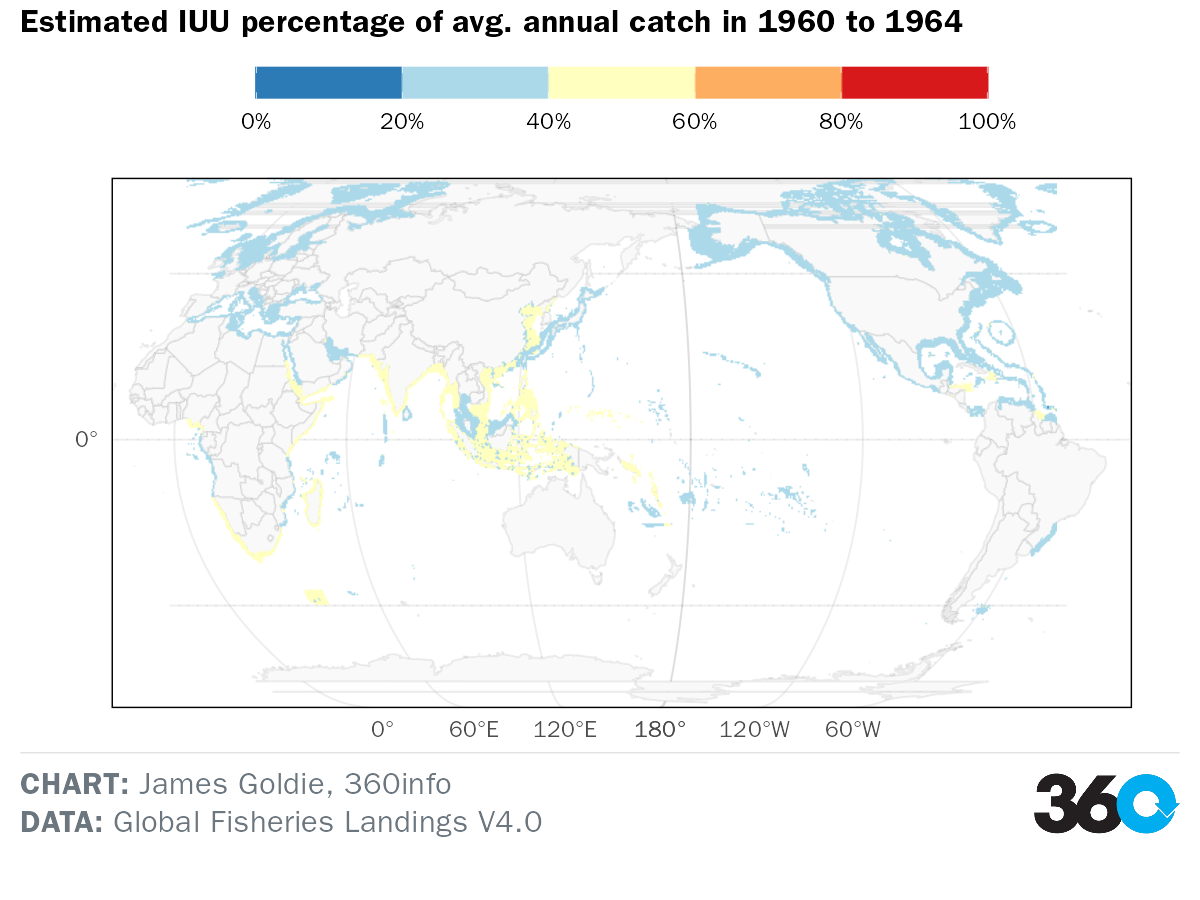 Estimated IUU percentage of avg. annual catch in 1960 to 1964
0% 20% 40% 60% 80% 100%
0°
0° 60°E 120°E 180° 120°W 60°W
CHART: James Goldie, 360info
DATA: Global Fisheries Landings V4.0
360